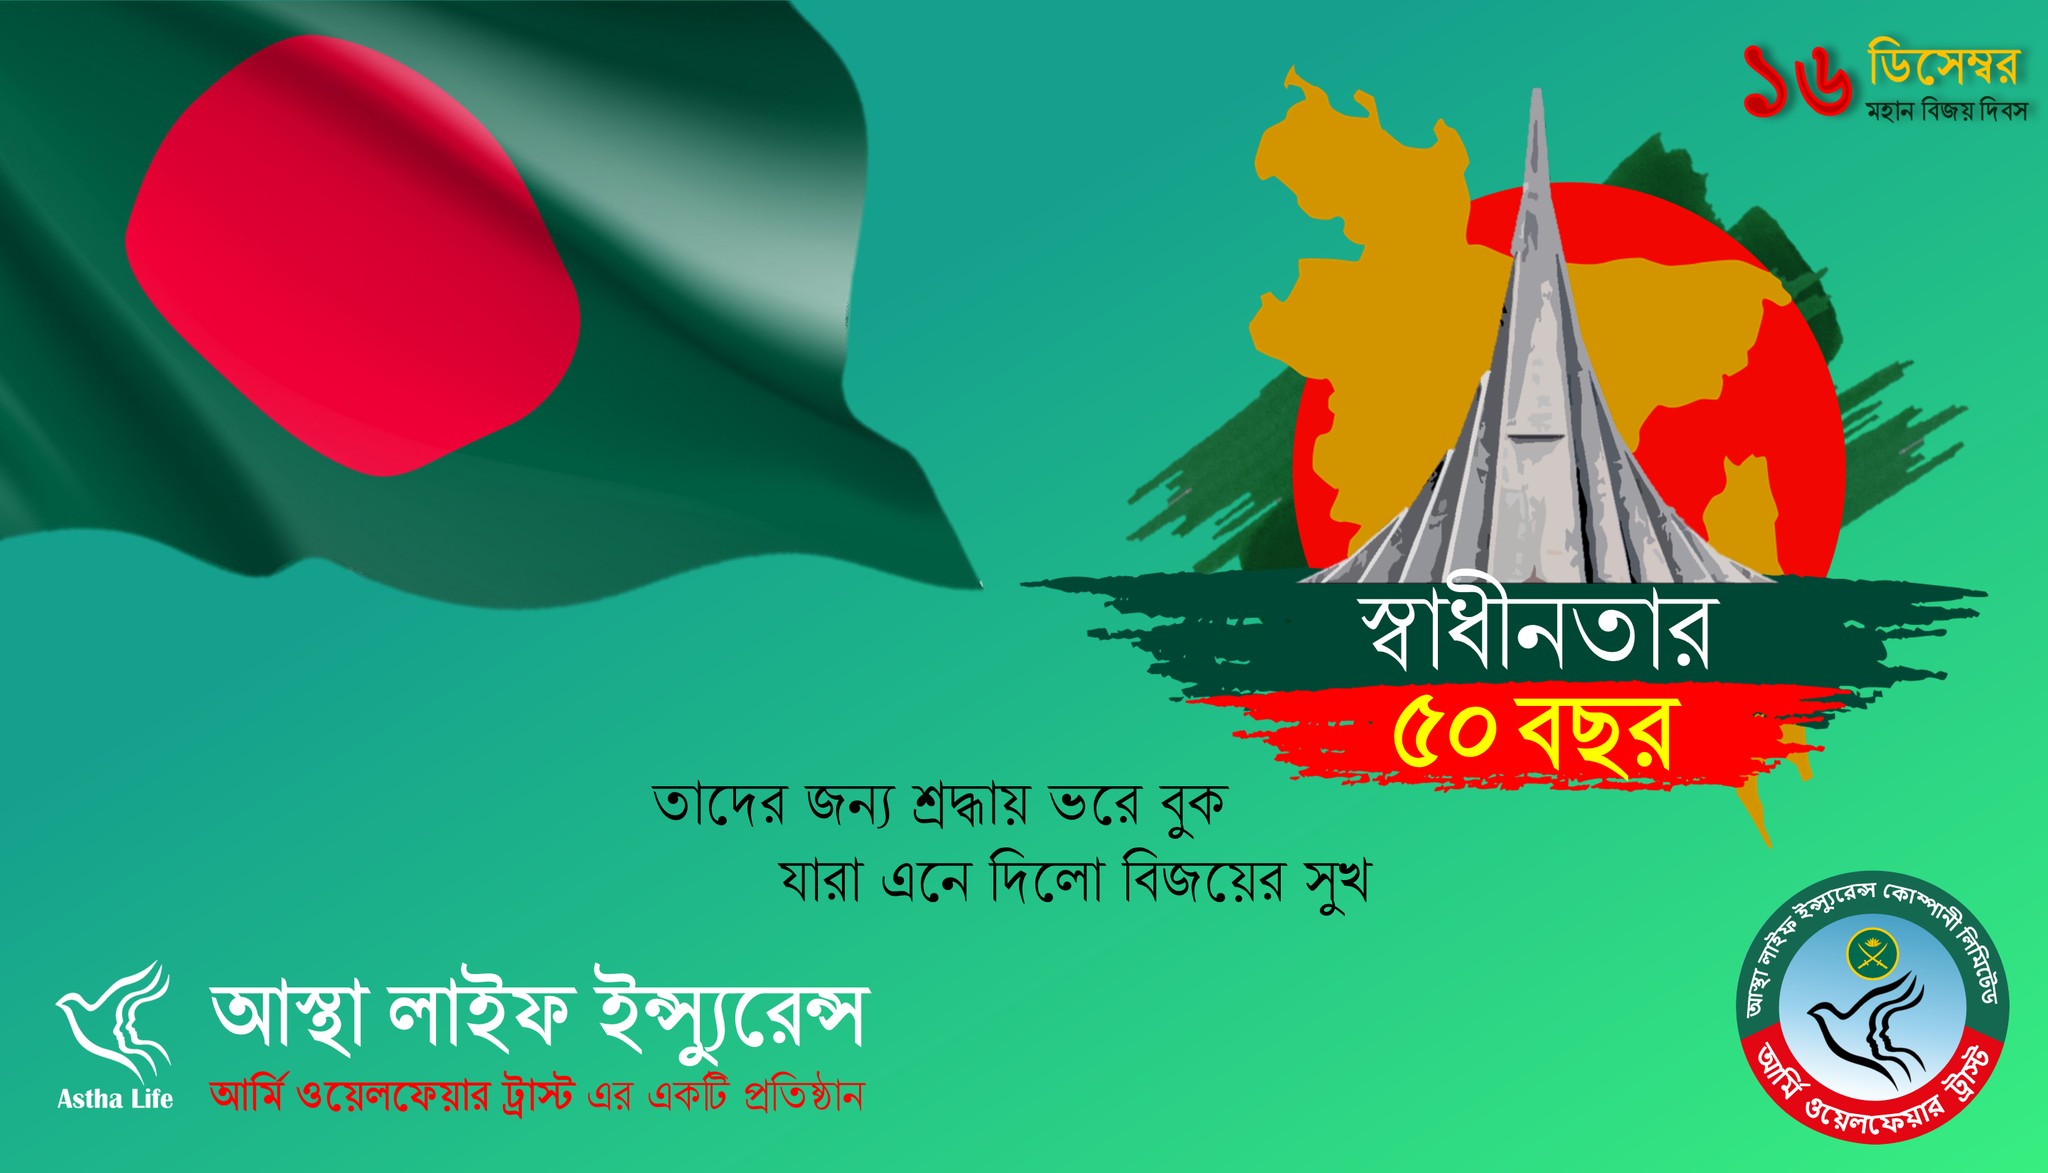 ১৬ ডিসেম্বর
মহান বিজয় দিবস
স্বাধীনতার
৫০ বছর
তাদের জন্য শ্রদ্ধায় ভরে বুক
যারা এনে দিলো বিজয়ের সুখ
আস্থা লাইফ ইন্স্যুরেন্স
আর্মি ওয়েলফেয়ার ট্রাস্ট এর একটি প্রতিষ্ঠান
Astha Life
আস্থা লাইফ ইন্স্যুরেন্স কোম্পানী লিমিটেড
আর্মি ওয়েলফেয়ার ট্রাস্ট